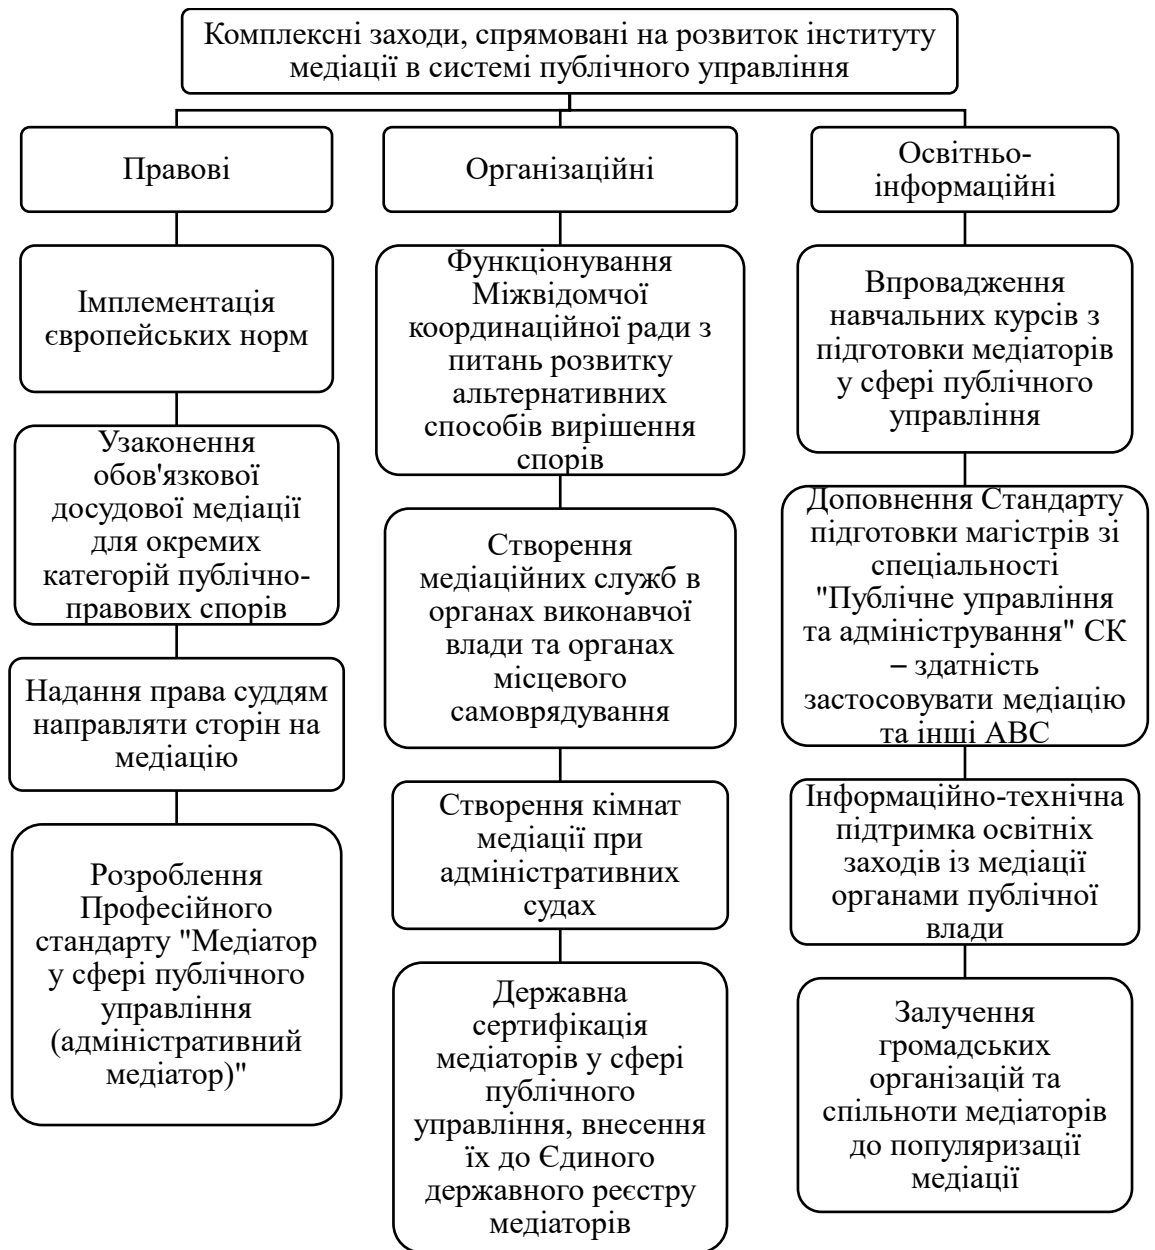 Комплексні заходи, спрямовані на розвиток інституту
медіації в системі публічного управління
Правові
Імплементація
європейських норм
Узаконення
обов'язкової
досудової медіації
для окремих
категорій публічно-
правових спорів
Надання права суддям
направляти сторін на
медіацію
Розроблення
Професійного
стандарту "Медіатор
у сфері публічного
управління
(адміністративний
медіатор)"
Організаційні
Функціонування
Міжвідомчої
координаційної ради з
питань розвитку
альтернативних
способів вирішення
спорів
Створення
медіаційних служб в
органах виконавчої
влади та органах
місцевого
самоврядування
Створення кімнат
медіації при
адміністративних
судах
Державна
сертифікація
медіаторів у сфері
публічного
управління, внесення
їх до Єдиного
державного реєстру
медіаторів
Освітньо-
інформаційні
Впровадження
навчальних курсів з
підготовки медіаторів
у сфері публічного
управління
Доповнення Стандарту
підготовки магістрів зі
спеціальності
"Публічне управління
та адміністрування" СК
– здатність
застосовувати медіацію
та інші АВС
Інформаційно-технічна
підтримка освітніх
заходів із медіації
органами публічної
влади
Залучення
громадських
організацій та
спільноти медіаторів
до популяризації
медіації